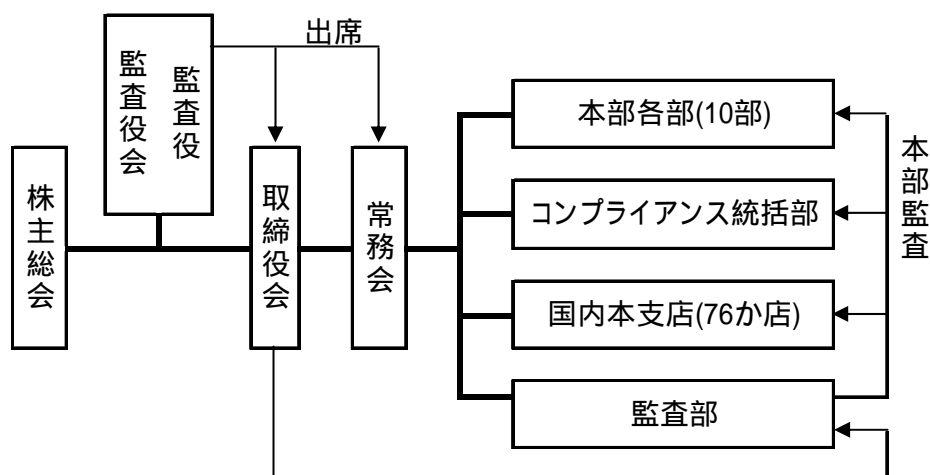 出席
監査役
監査役会
株主総会
取締役会
常務会
本部各部(10部)
コンプライアンス統括部
国内本支店(76か店)
監査部
本部監査